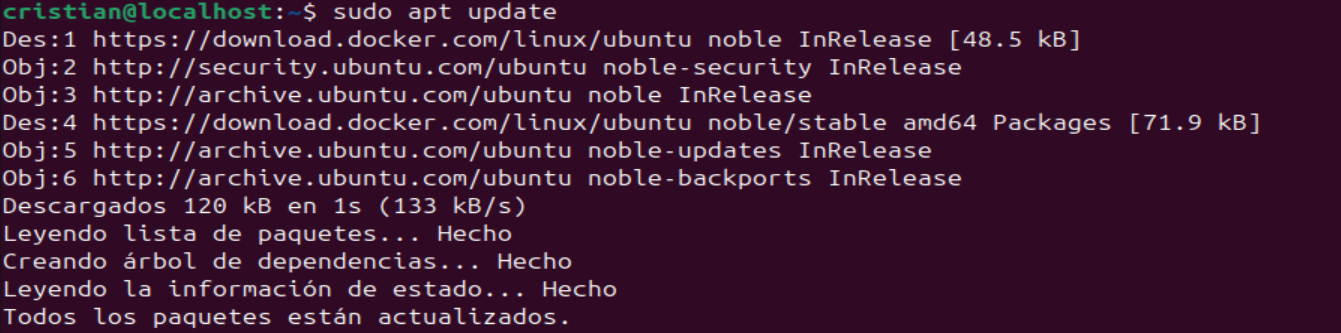 cristian@localhost:~$ sudo apt update
Des:1 https://download.docker.com/linux/ubuntu noble InRelease [48.5 kB]
Obj:2 http://security.ubuntu.com/ubuntu noble-security InRelease
Obj:3 http://archive.ubuntu.com/ubuntu noble InRelease
Des:4 https://download.docker.com/linux/ubuntu noble/stable amd64 Packages [71.9 kB]
Obj:5 http://archive.ubuntu.com/ubuntu noble-updates InRelease
Obj:6 http://archive.ubuntu.com/ubuntu noble-backports InRelease
Descargados 120 kB en 1s (133 kB/s)
Leyendo lista de paquetes... Hecho
Creando árbol de dependencias... Hecho
Leyendo la información de estado... Hecho
Todos los paquetes están actualizados.